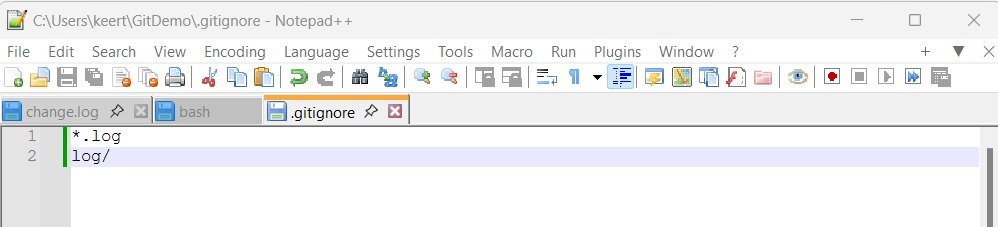 C:\Users\keert\GitDemo\.gitignore - Notepad++
File Edit Search View Encoding Language Settings Tools Macro Run Plugins Window ?
change.log bash .gitignore
1 *.log
2 log/